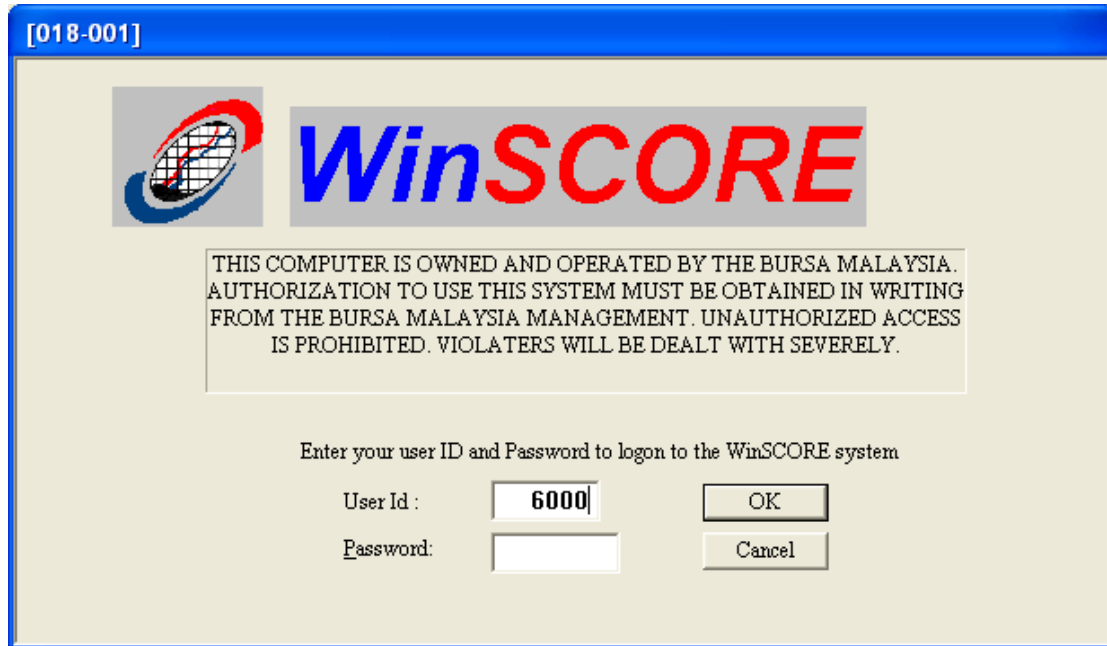 [018-001]
WinSCORE
THIS COMPUTER IS OWNED AND OPERATED BY THE BURSA MALAYSIA.
AUTHORIZATION TO USE THIS SYSTEM MUST BE OBTAINED IN WRITING
FROM THE BURSA MALAYSIA MANAGEMENT. UNAUTHORIZED ACCESS
IS PROHIBITED. VIOLATERS WILL BE DEALT WITH SEVERELY.
Enter your user ID and Password to logon to the WinSCORE system
User Id : 6000 OK
Password: Cancel